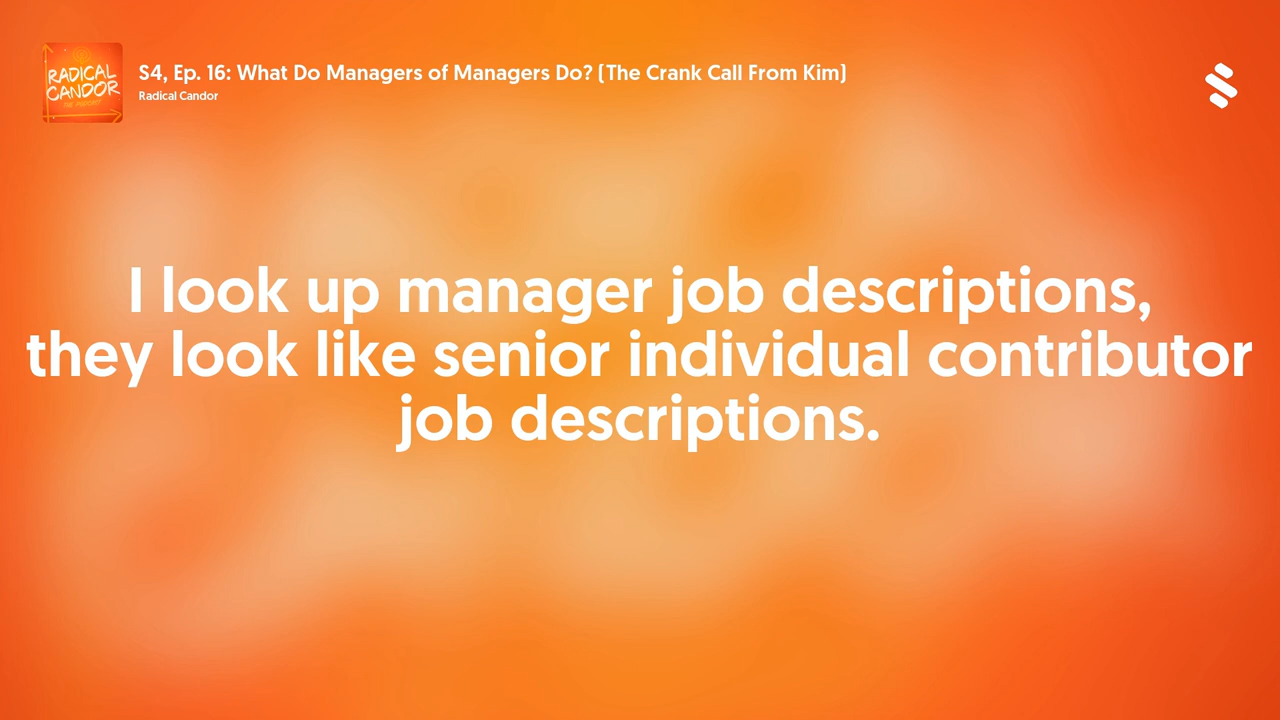 RADICAL
CANDOR
S4, Ep. 16: What Do Managers of Managers Do? (The Crank Call From Kim)
Radical Candor
I look up manager job descriptions,
they look like senior individual contributor
job descriptions.